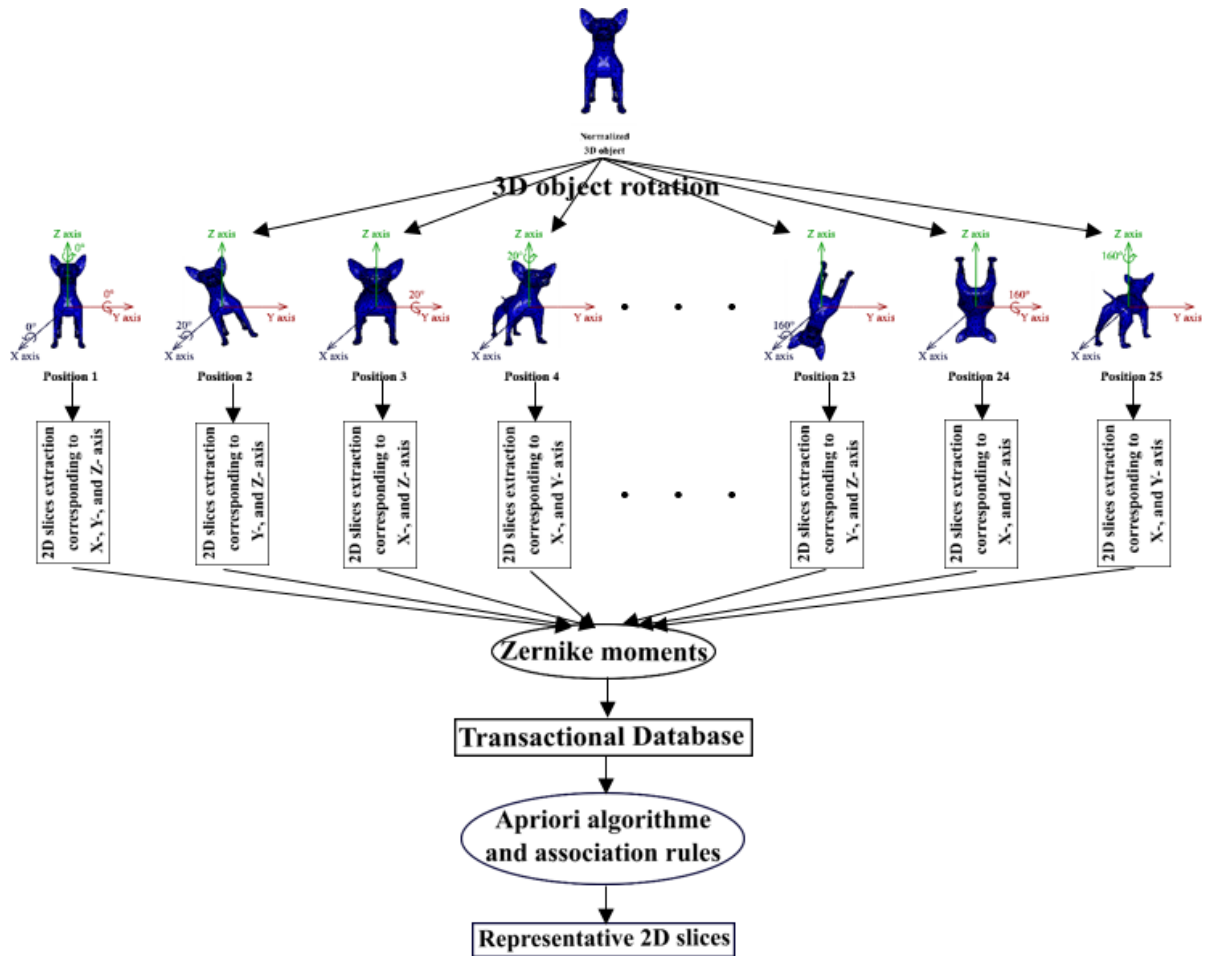 Normalized
3D object
3D object rotation
Z axis
0°
0°
Y axis
0°
X axis
Position 1
Z axis
Y axis
20°
X axis
Position 2
Z axis
20°
Y axis
X axis
Position 3
Z axis
20°
Y axis
X axis
Position 4
Z axis
Y axis
160°
X axis
Position 23
Z axis
160°
Y axis
X axis
Position 24
Z axis
160°
Y axis
X axis
Position 25
2D slices extraction
corresponding to
X-, Y-, and Z- axis
2D slices extraction
corresponding to
Y-, and Z- axis
2D slices extraction
corresponding to
X-, and Z- axis
2D slices extraction
corresponding to
X-, and Y- axis
2D slices extraction
corresponding to
Y-, and Z- axis
2D slices extraction
corresponding to
X-, and Z- axis
2D slices extraction
corresponding to
X-, and Y- axis
Zernike moments
Transactional Database
Apriori algorithme
and association rules
Representative 2D slices